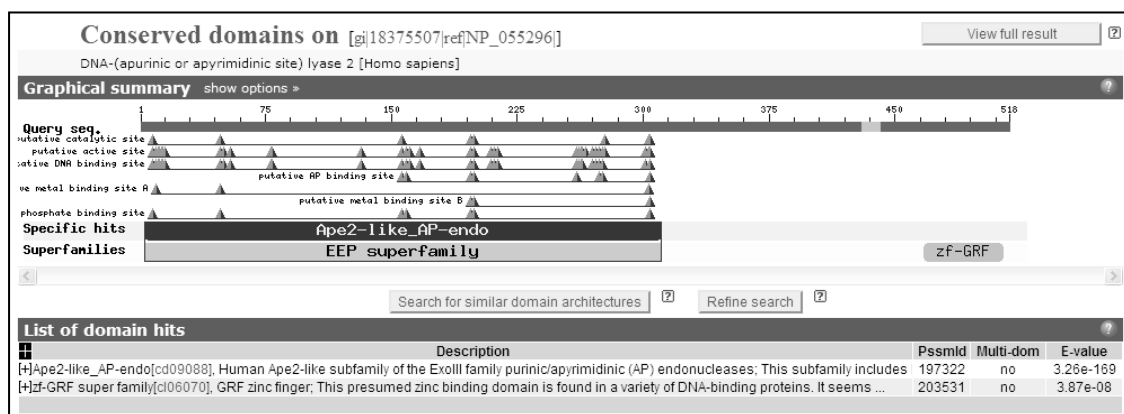 Conserved domains on [gi|18375507|ref|NP_055296|]
View full result ?
DNA-(apurinic or apyrimidinic site) lyase 2 [Homo sapiens]
Graphical summary show options » ?
1 75 150 225 300 375 450 518
Query seq.
putative catalytic site
putative active site
ative DNA binding site
putative AP binding site
ve metal binding site A
putative metal binding site B
phosphate binding site
Specific hits Ape2-like_AP-endo
Superfamilies EEP superfamily zf-GRF
Search for similar domain architectures ? Refine search ?
List of domain hits ?
Description PssmId Multi-dom E-value
[+]Ape2-like_AP-endo[cd09088], Human Ape2-like subfamily of the ExoIII family purinic/apyrimidinic (AP) endonucleases; This subfamily includes 197322 no 3.26e-169
[+]zf-GRF super family[cl06070], GRF zinc finger; This presumed zinc binding domain is found in a variety of DNA-binding proteins. It seems ... 203531 no 3.87e-08